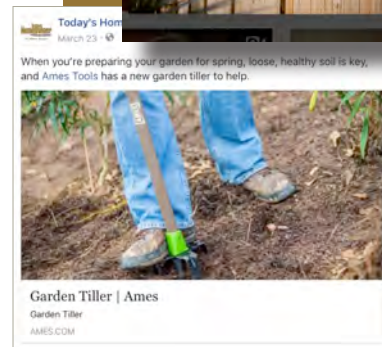 Today's Hom
March 23
When you're preparing your garden for spring, loose, healthy soil is key,
and Ames Tools has a new garden tiller to help.
Garden Tiller | Ames
Garden Tiller
AMES.COM